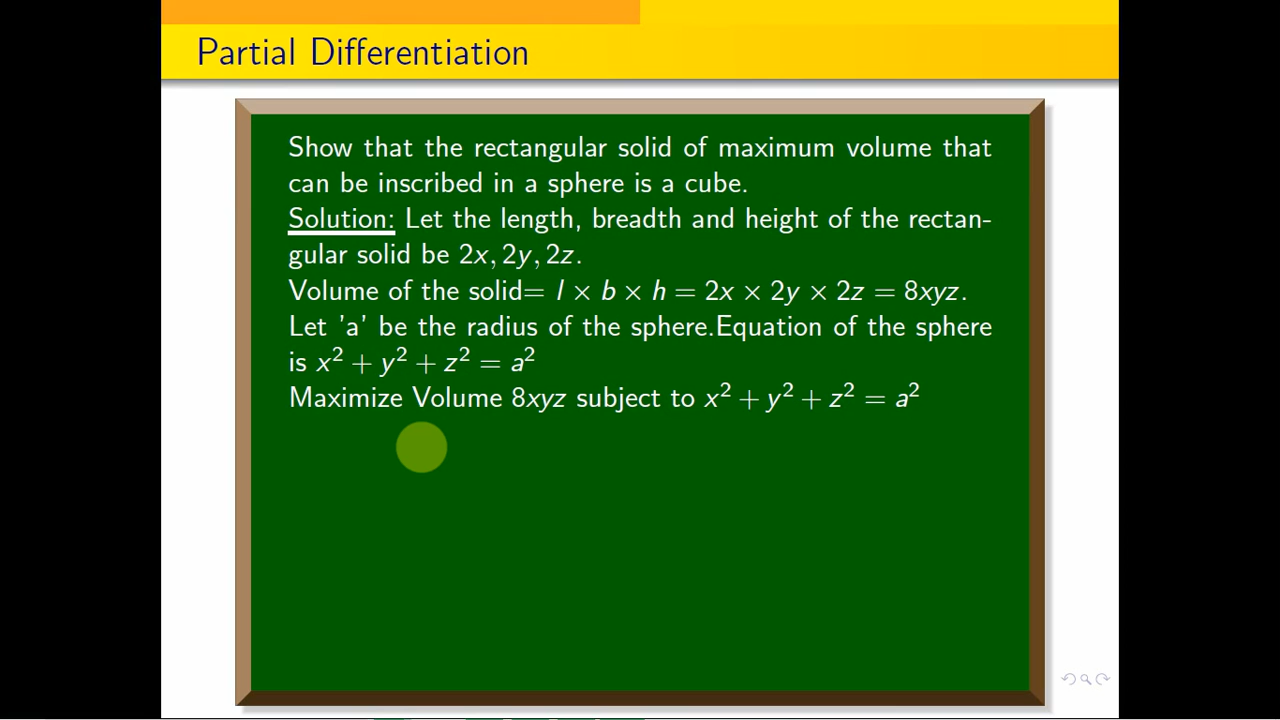 Partial Differentiation
Show that the rectangular solid of maximum volume that
can be inscribed in a sphere is a cube.
Solution: Let the length, breadth and height of the rectan-
gular solid be 2x, 2y, 2z.
Volume of the solid= l × b × h = 2x × 2y × 2z = 8xyz.
Let 'a' be the radius of the sphere.Equation of the sphere
is x² + y² + z² = a²
Maximize Volume 8xyz subject to x² + y² + z² = a²